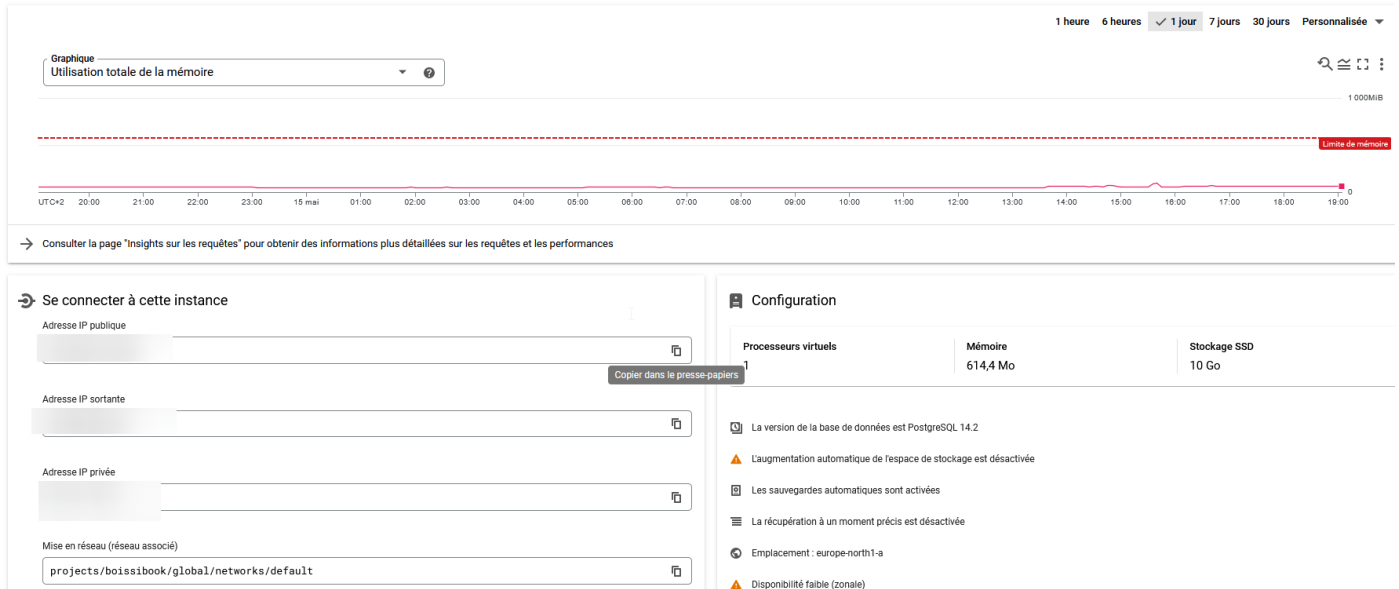 1 heure 6 heures 1 jour 7 jours 30 jours Personnalisée
Graphique
Utilisation totale de la mémoire
1 000MiB
Limite de mémoire
0
UTC+2 20:00 21:00 22:00 23:00 15 mai 01:00 02:00 03:00 04:00 05:00 06:00 07:00 08:00 09:00 10:00 11:00 12:00 13:00 14:00 15:00 16:00 17:00 18:00 19:00
Consulter la page "Insights sur les requêtes" pour obtenir des informations plus détaillées sur les requêtes et les performances
Se connecter à cette instance
Adresse IP publique
Copier dans le presse-papiers
Adresse IP sortante
Adresse IP privée
Mise en réseau (réseau associé)
projects/boissibook/global/networks/default
Configuration
Processeurs virtuels Mémoire Stockage SSD
1 614,4 Mo 10 Go
La version de la base de données est PostgreSQL 14.2
L'augmentation automatique de l'espace de stockage est désactivée
Les sauvegardes automatiques sont activées
La récupération à un moment précis est désactivée
Emplacement : europe-north1-a
Disponibilité faible (zonale)